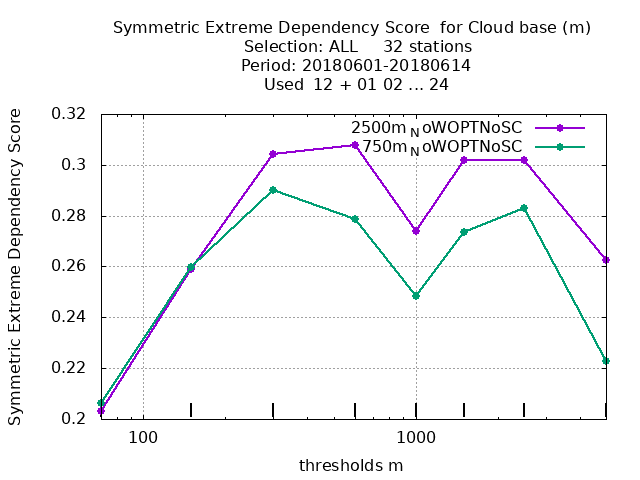 Symmetric Extreme Dependency Score  for Cloud base (m)
Selection: ALL     32 stations
Period: 20180601-20180614
Used  12 + 01 02 ... 24
Symmetric Extreme Dependency Score
0.32
0.3
0.28
0.26
0.24
0.22
0.2
2500m_NoWOPTNoSC
750m_NoWOPTNoSC
100
1000
thresholds m